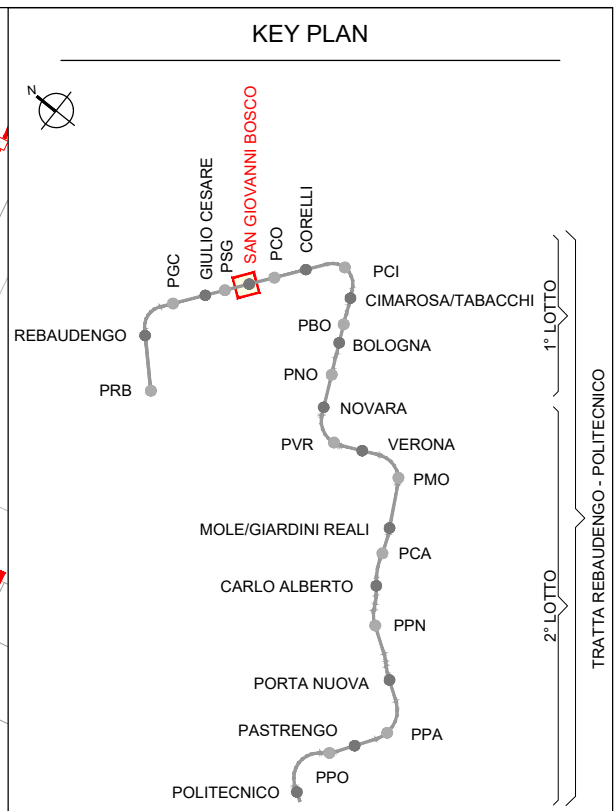 KEY PLAN
N
PGC
GIULIO CESARE
PSG
SAN GIOVANNI BOSCO
PCO
CORELLI
PCI
CIMAROSA/TABACCHI
REBAUDENGO
PBO
BOLOGNA
PRB
PNO
NOVARA
PVR
VERONA
PMO
MOLE/GIARDINI REALI
PCA
CARLO ALBERTO
PPN
PORTA NUOVA
PASTRENGO
PPA
PPO
POLITECNICO
1° LOTTO
2° LOTTO
TRATTA REBAUDENGO - POLITECNICO